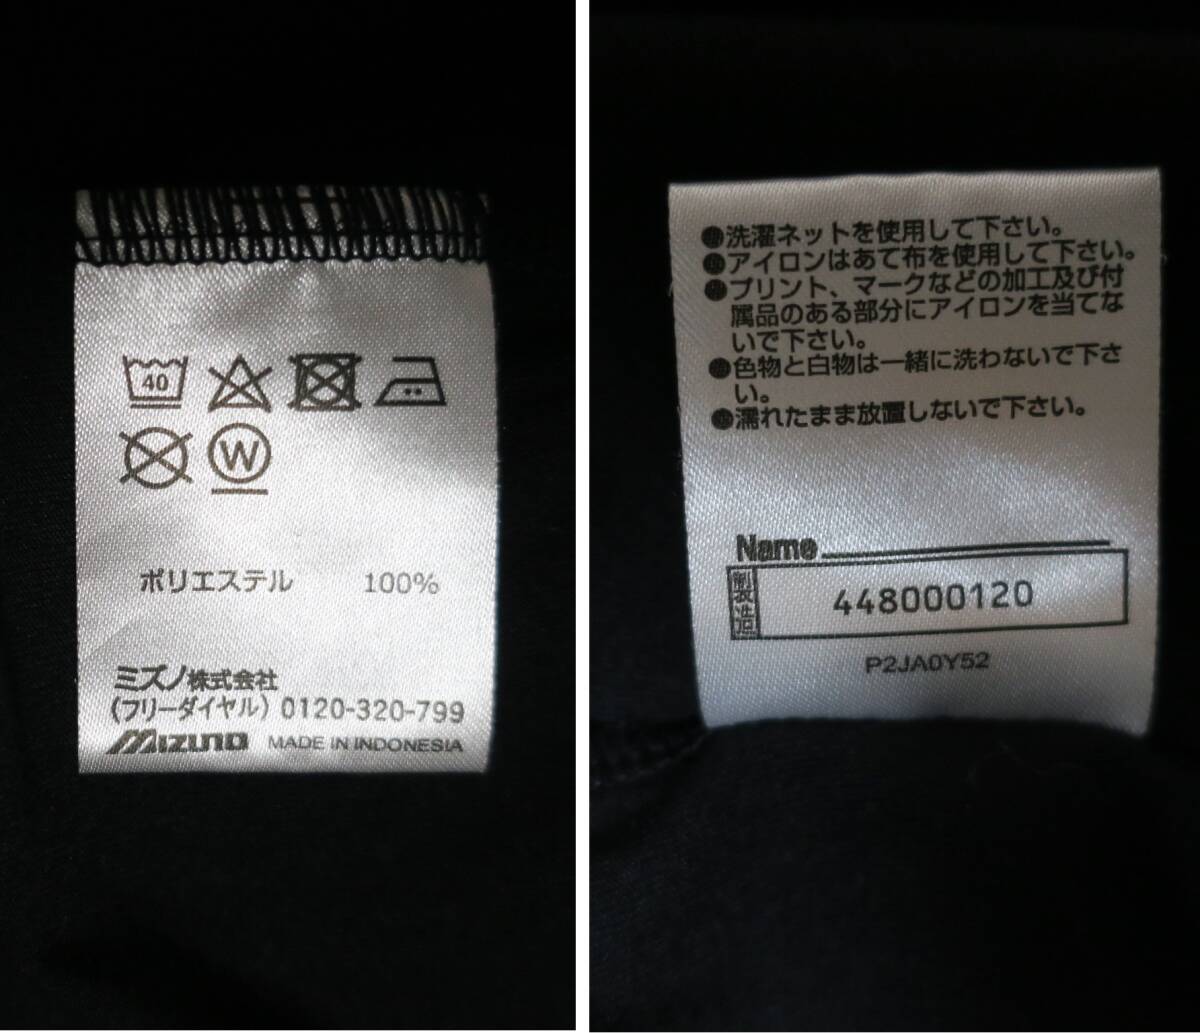 40
W
ポリエステル 100%
ミズノ株式会社
(フリーダイヤル) 0120-320-799
MIZUNO MADE IN INDONESIA
●洗濯ネットを使用して下さい。
●アイロンはあて布を使用して下さい。
●プリント、マークなどの加工及び付
属品のある部分にアイロンを当てな
いで下さい。
●色物と白物は一緒に洗わないで下さ
い。
●濡れたまま放置しないで下さい。
Name
製造 448000120
P2JA0Y52